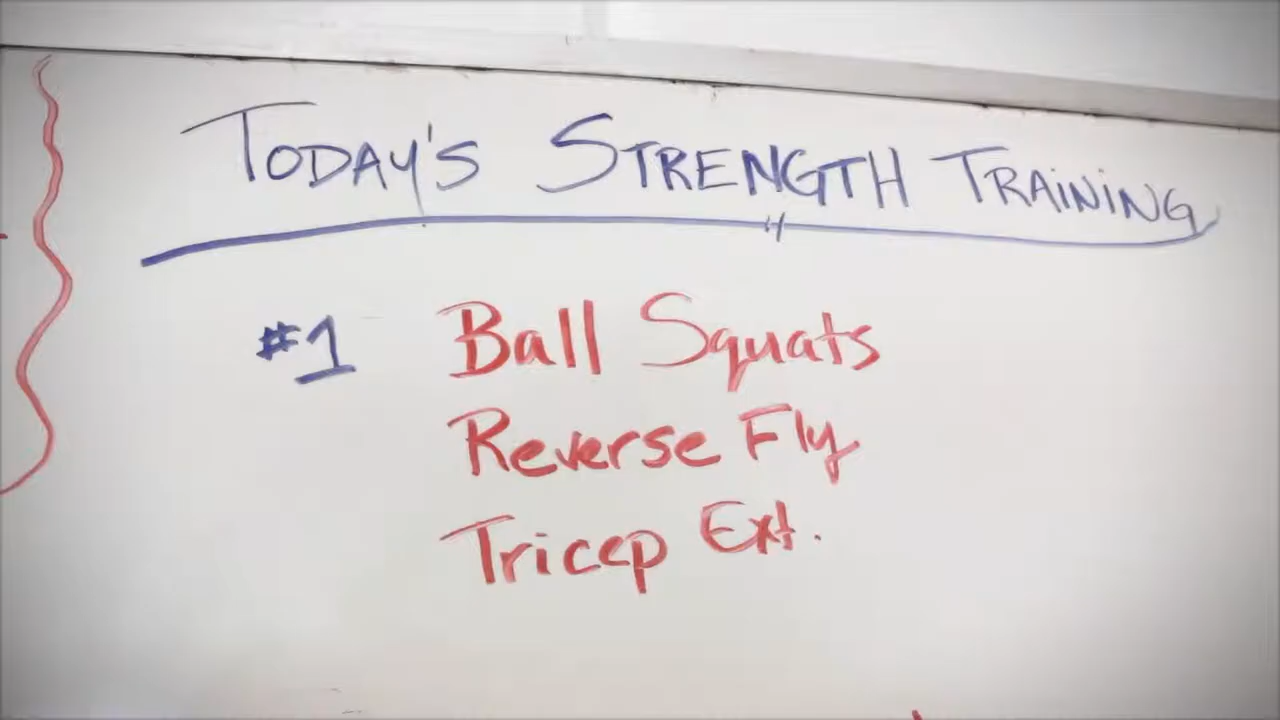 TODAY'S STRENGTH TRAINING
#1 Ball Squats
Reverse Fly
Tricep Ext.